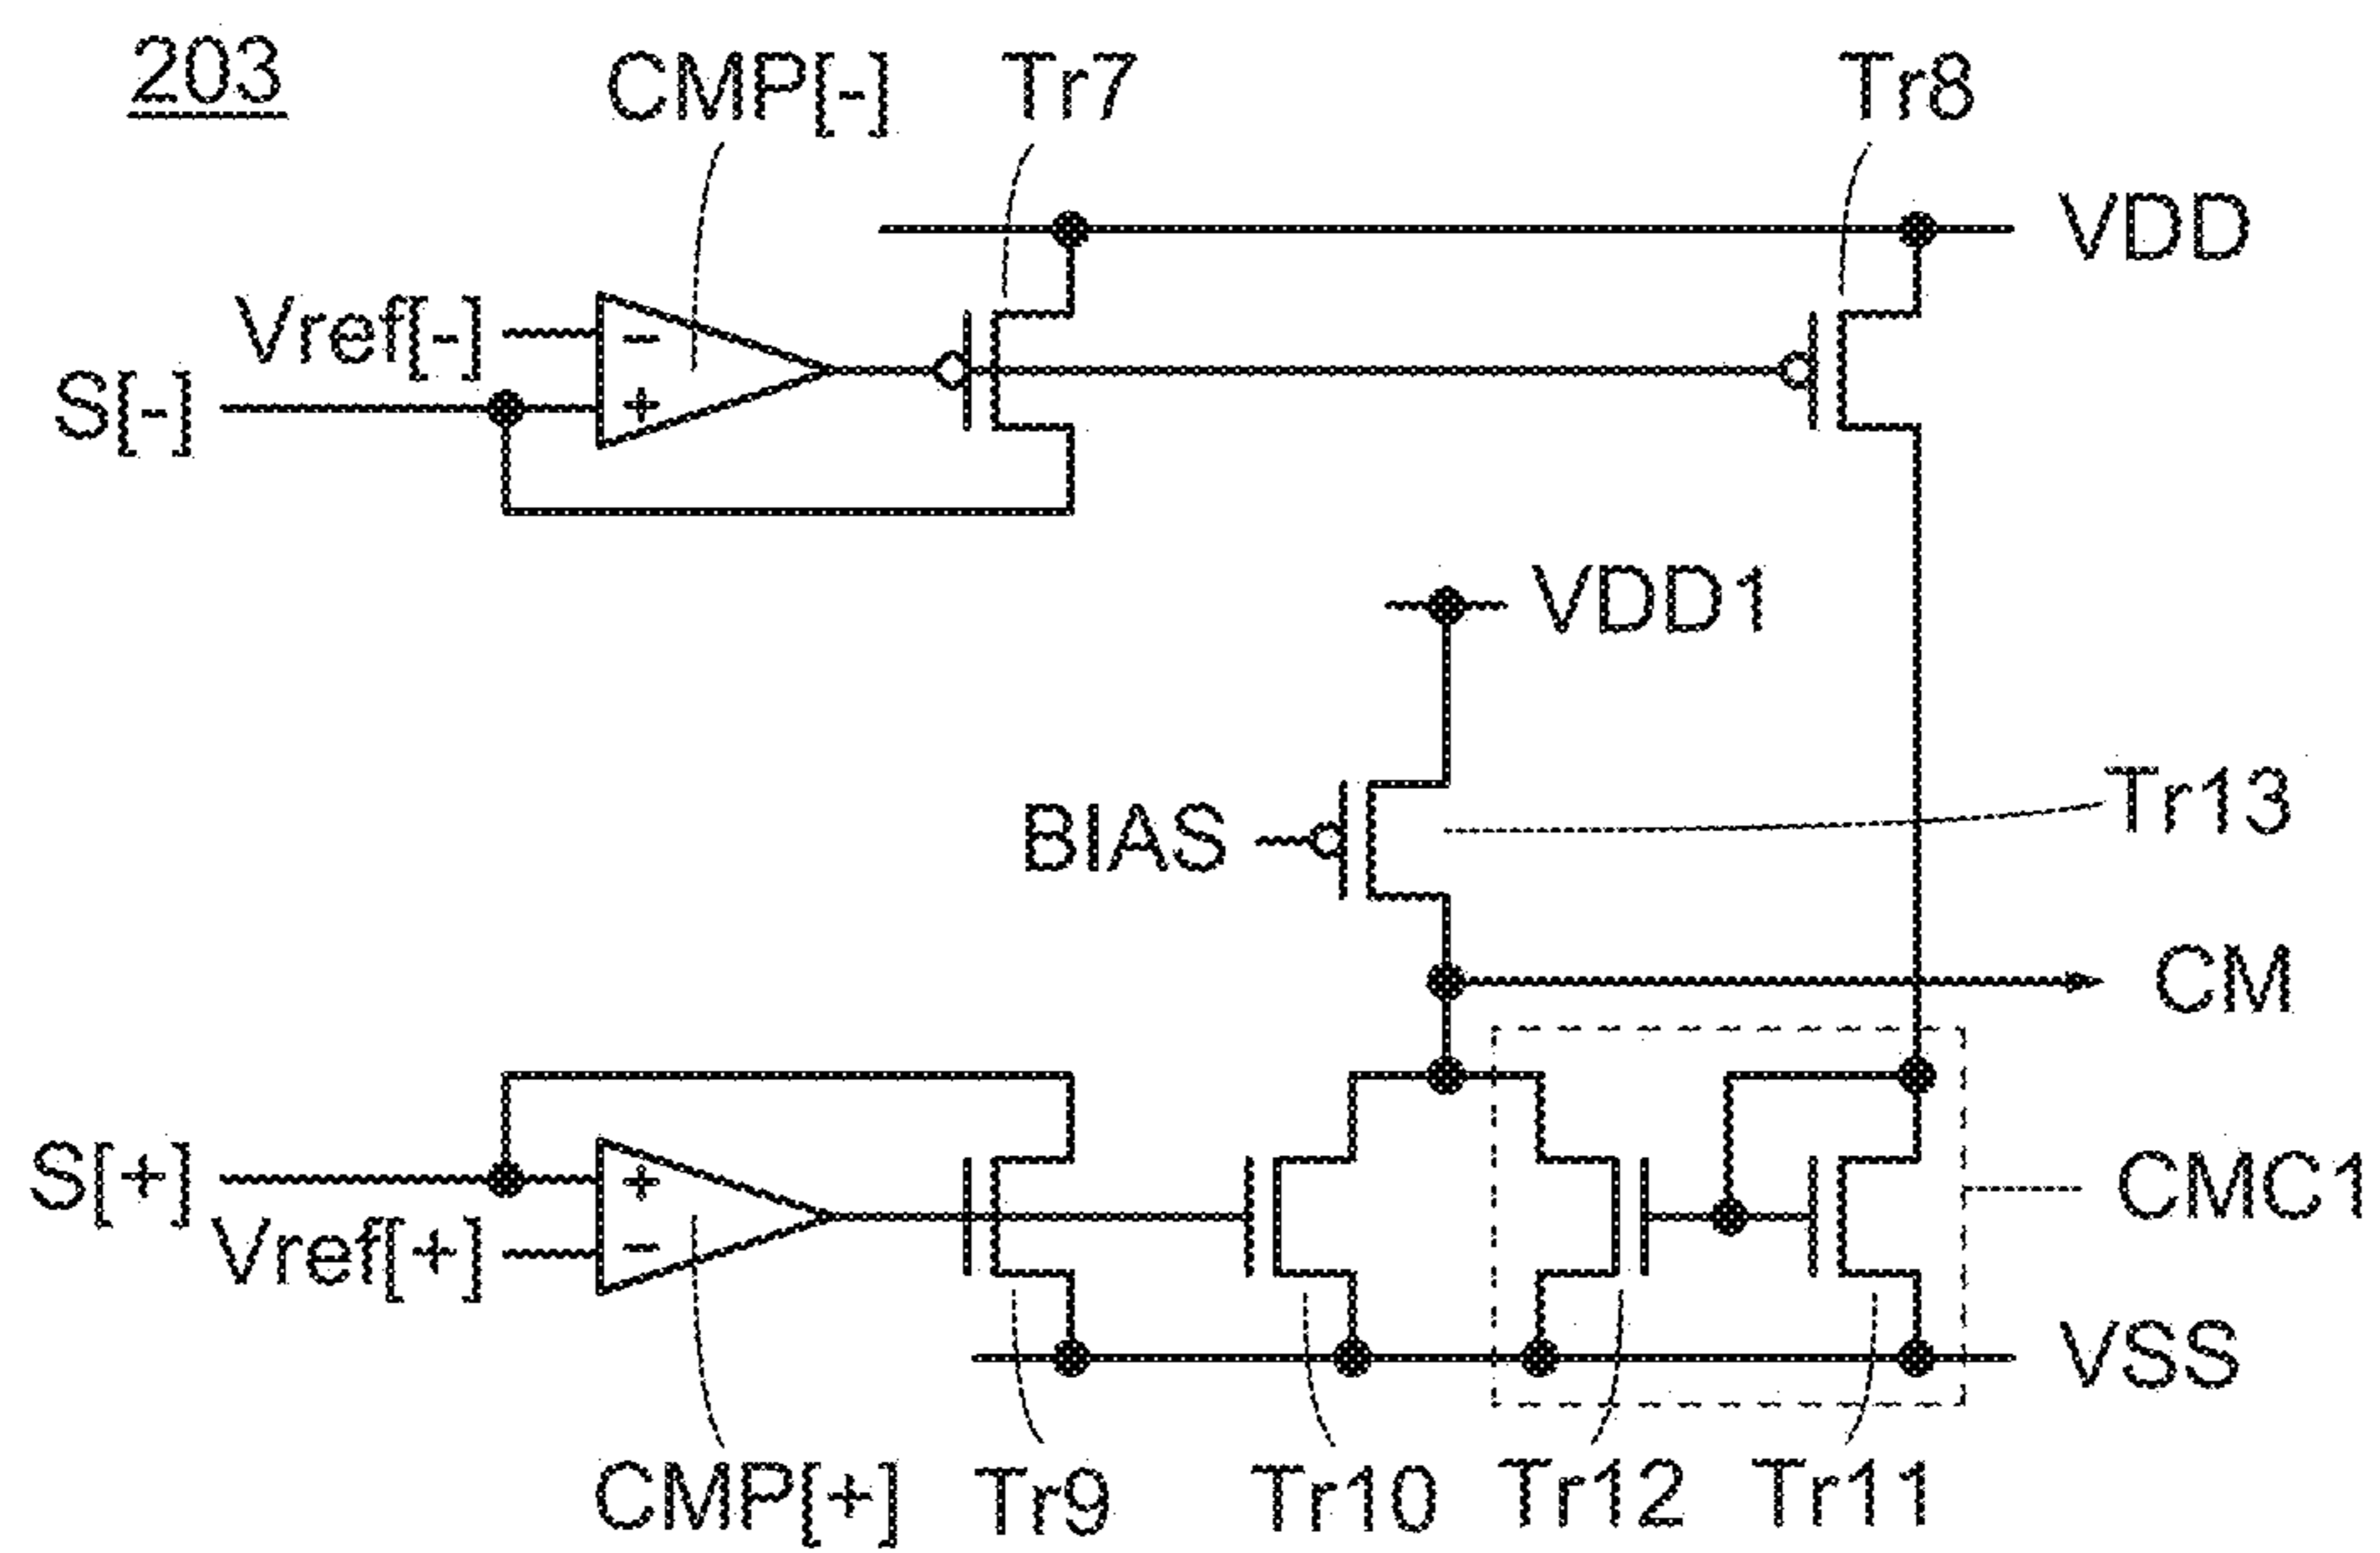 203
CMP[-] Tr7 Tr8
VDD
Vref[-]
-
S[-]
+
VDD1
BIAS
Tr13
CM
S[+]
+
Vref[+]
-
CMC1
VSS
CMP[+] Tr9 Tr10 Tr12 Tr11